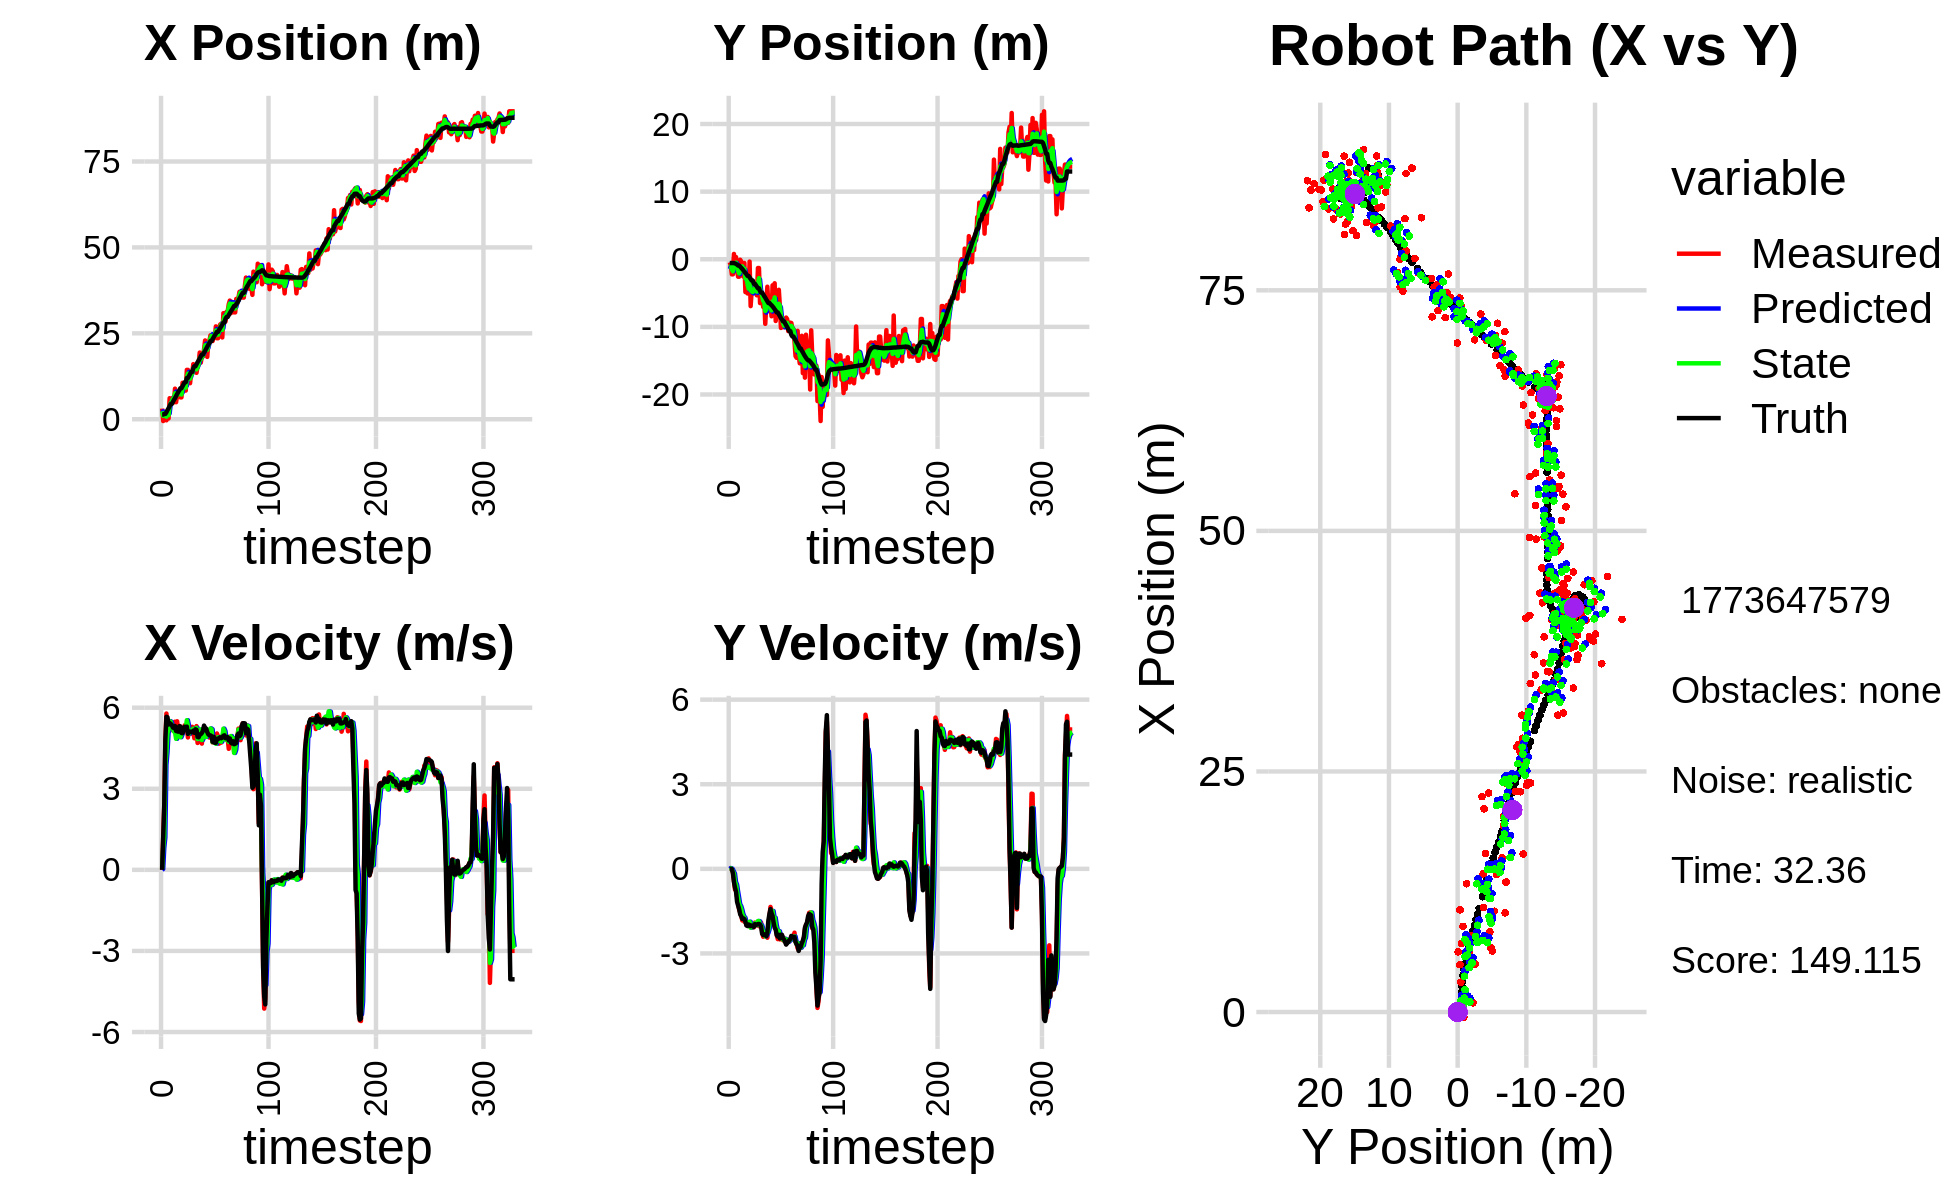 X Position (m)
75
50
25
0
0 100 200 300
timestep
Y Position (m)
20
10
0
-10
-20
0 100 200 300
timestep
X Velocity (m/s)
6
3
0
-3
-6
0 100 200 300
timestep
Y Velocity (m/s)
6
3
0
-3
0 100 200 300
timestep
Robot Path (X vs Y)
X Position (m)
75
50
25
0
20 10 0 -10 -20
Y Position (m)
variable
Measured
Predicted
State
Truth
1773647579
Obstacles: none
Noise: realistic
Time: 32.36
Score: 149.115